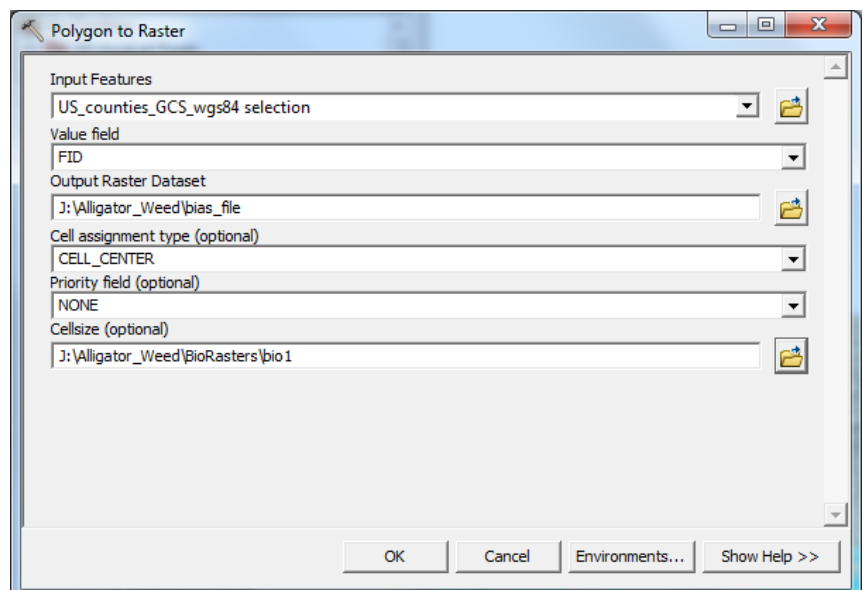 Polygon to Raster
Input Features
US_counties_GCS_wgs84 selection
Value field
FID
Output Raster Dataset
J:\Alligator_Weed\bias_file
Cell assignment type (optional)
CELL_CENTER
Priority field (optional)
NONE
Cellsize (optional)
J:\Alligator_Weed\BioRasters\bio1
OK Cancel Environments... Show Help >>